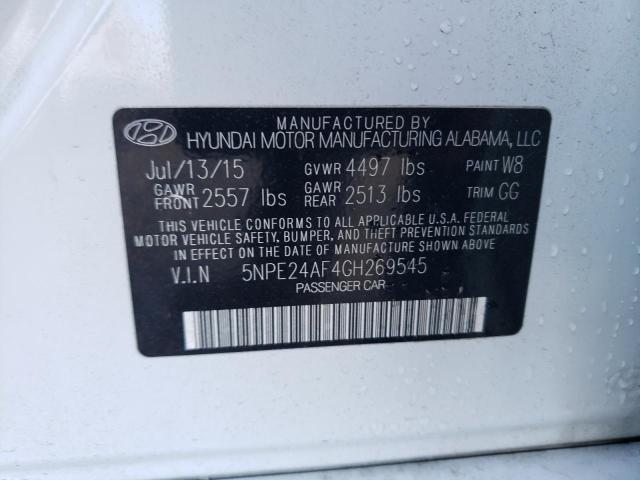 MANUFACTURED BY
HYUNDAI MOTOR MANUFACTURING ALABAMA, LLC
Jul/13/15 GVWR 4497 lbs PAINT W8
GAWR FRONT 2557 lbs GAWR REAR 2513 lbs TRIM GG
THIS VEHICLE CONFORMS TO ALL APPLICABLE U.S.A. FEDERAL
MOTOR VEHICLE SAFETY, BUMPER, AND THEFT PREVENTION
STANDARDS IN EFFECT ON THE DATE OF MANUFACTURE SHOWN ABOVE.
V.I.N 5NPE24AF4GH269545
PASSENGER CAR